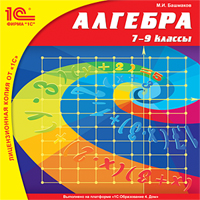 1С®
ФИРМА "1С"
М.И. Башмаков
АЛГЕБРА
7–9 классы
ЛИЦЕНЗИОННАЯ КОПИЯ ОТ «1С»
Выполнено на платформе «1С:Образование 4. Дом»